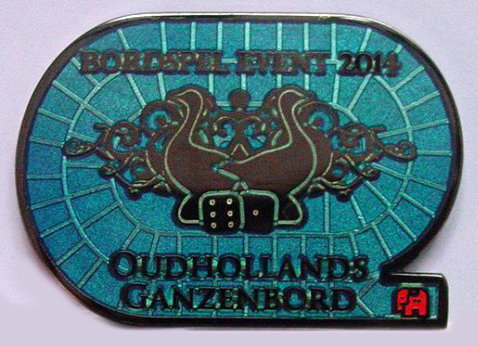 BORDSPEL EVENT 2014
OUDHOLLANDS
GANZENBORD